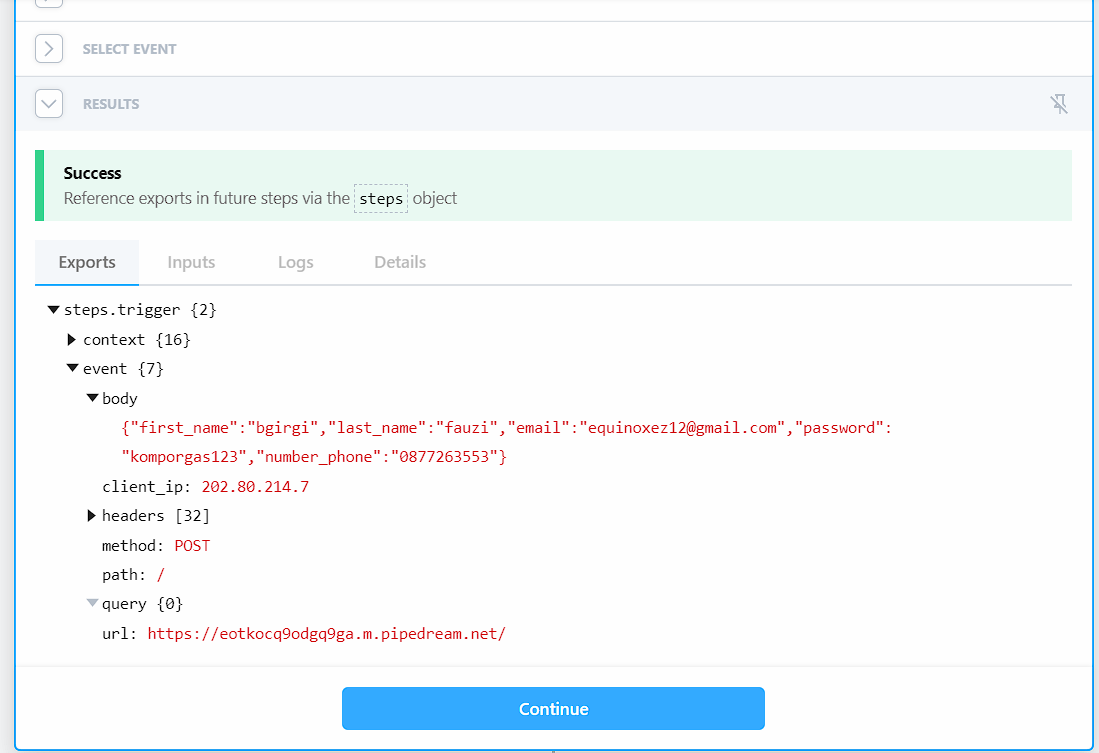 SELECT EVENT
RESULTS
Success
Reference exports in future steps via the steps object
Exports Inputs Logs Details
steps.trigger {2}
context {16}
event {7}
body
{"first_name":"bgirgi","last_name":"fauzi","email":"equinoxez12@gmail.com","password":
"komporgas123","number_phone":"0877263553"}
client_ip: 202.80.214.7
headers [32]
method: POST
path: /
query {0}
url: https://eotkocq9odgq9ga.m.pipedream.net/
Continue